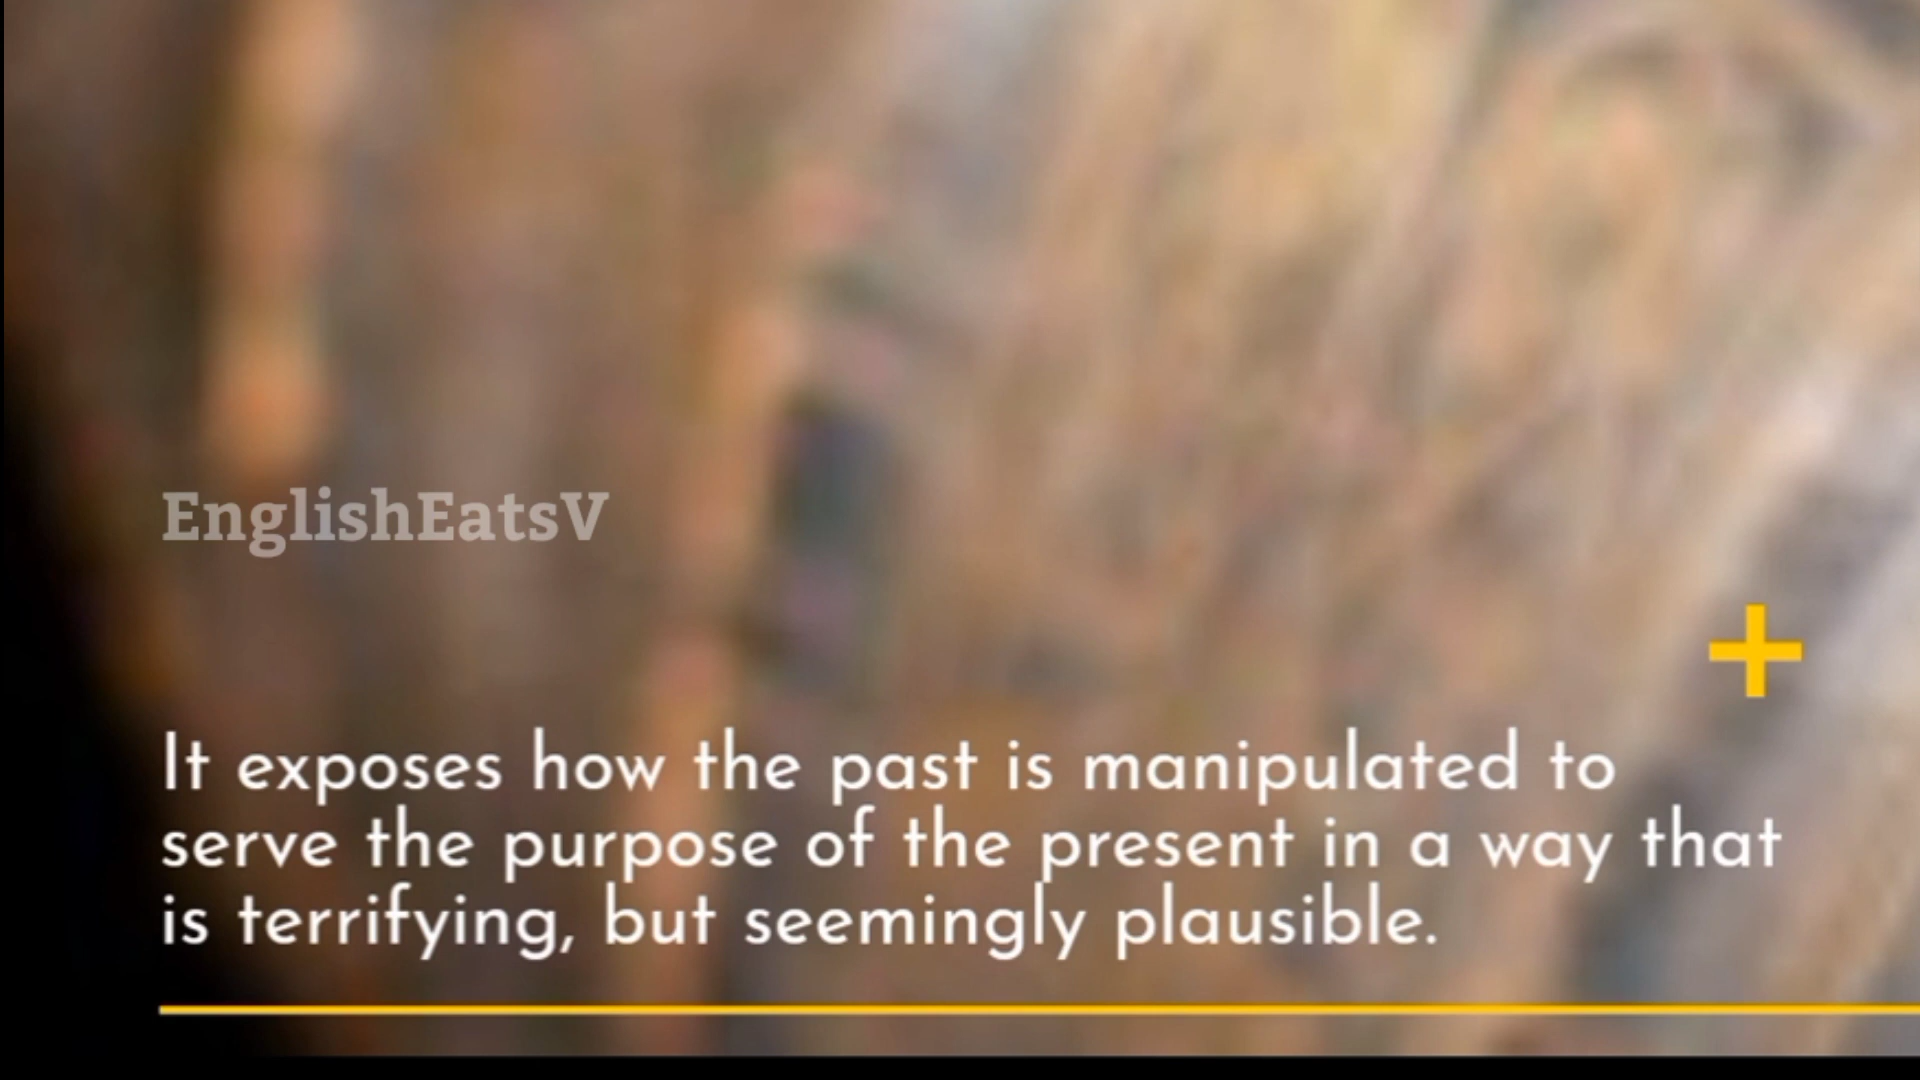 EnglishEatsV
+
It exposes how the past is manipulated to
serve the purpose of the present in a way that
is terrifying, but seemingly plausible.